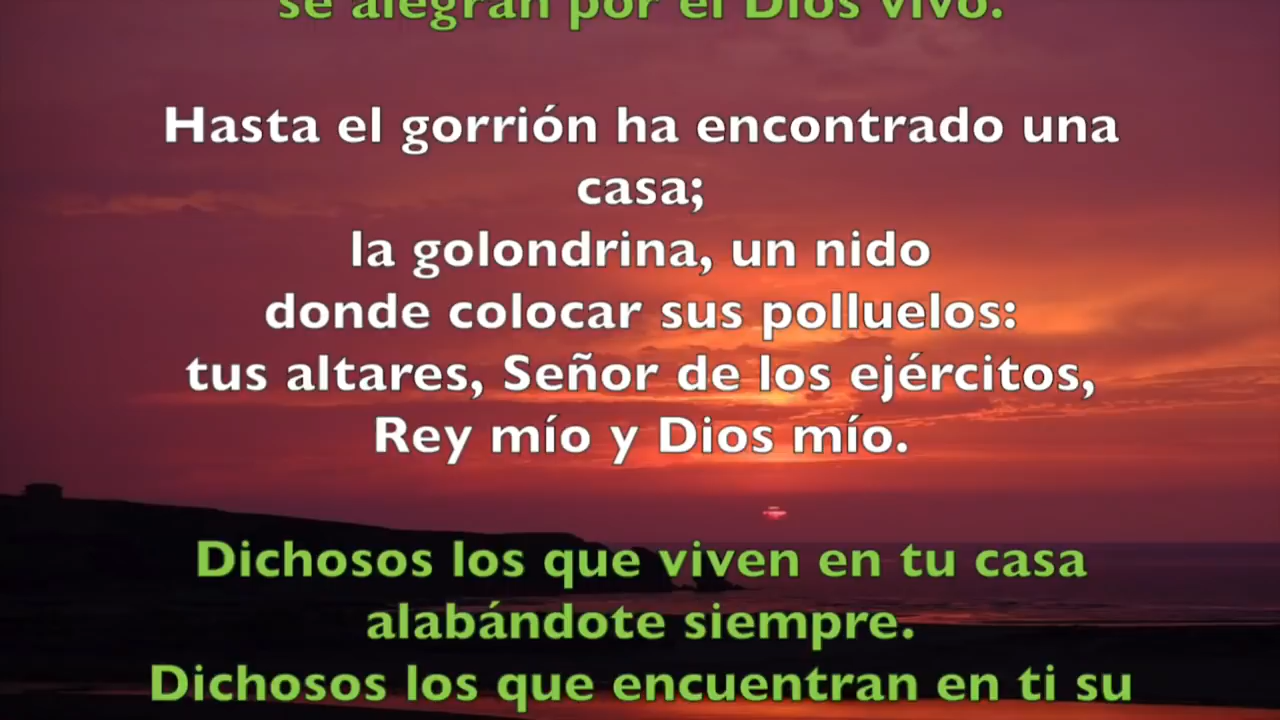 se alegran por el Dios vivo.
Hasta el gorrión ha encontrado una
casa;
la golondrina, un nido
donde colocar sus polluelos:
tus altares, Señor de los ejércitos,
Rey mío y Dios mío.
Dichosos los que viven en tu casa
alabándote siempre.
Dichosos los que encuentran en ti su